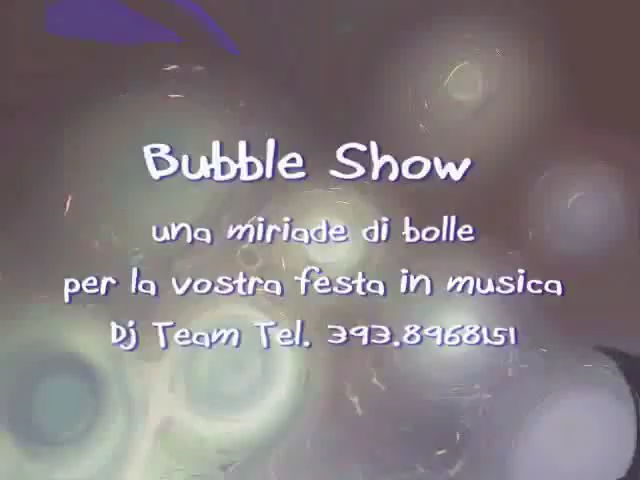 Bubble Show
una miriade di bolle
per la vostra festa in musica
Dj Team Tel. 393.8968151